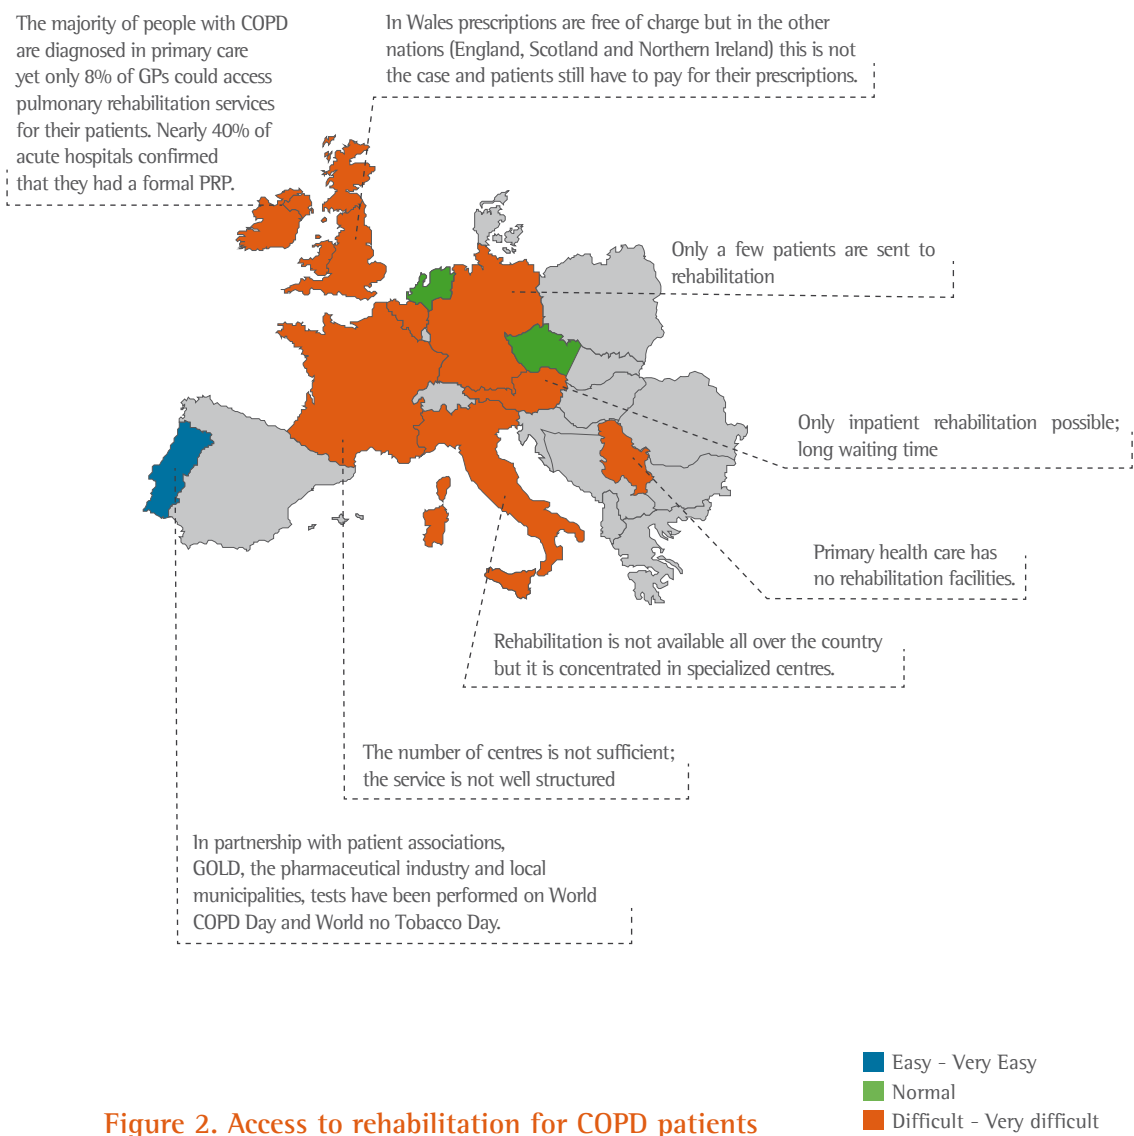 The majority of people with COPD
are diagnosed in primary care
yet only 8% of GPs could access
pulmonary rehabilitation services
for their patients. Nearly 40% of
acute hospitals confirmed
that they had a formal PRP.
In Wales prescriptions are free of charge but in the other
nations (England, Scotland and Northern Ireland) this is not
the case and patients still have to pay for their prescriptions.
Only a few patients are sent to
rehabilitation
Only inpatient rehabilitation possible;
long waiting time
Primary health care has
no rehabilitation facilities.
Rehabilitation is not available all over the country
but it is concentrated in specialized centres.
The number of centres is not sufficient;
the service is not well structured
In partnership with patient associations,
GOLD, the pharmaceutical industry and local
municipalities, tests have been performed on World
COPD Day and World no Tobacco Day.
Easy - Very Easy
Normal
Difficult - Very difficult
Figure 2. Access to rehabilitation for COPD patients